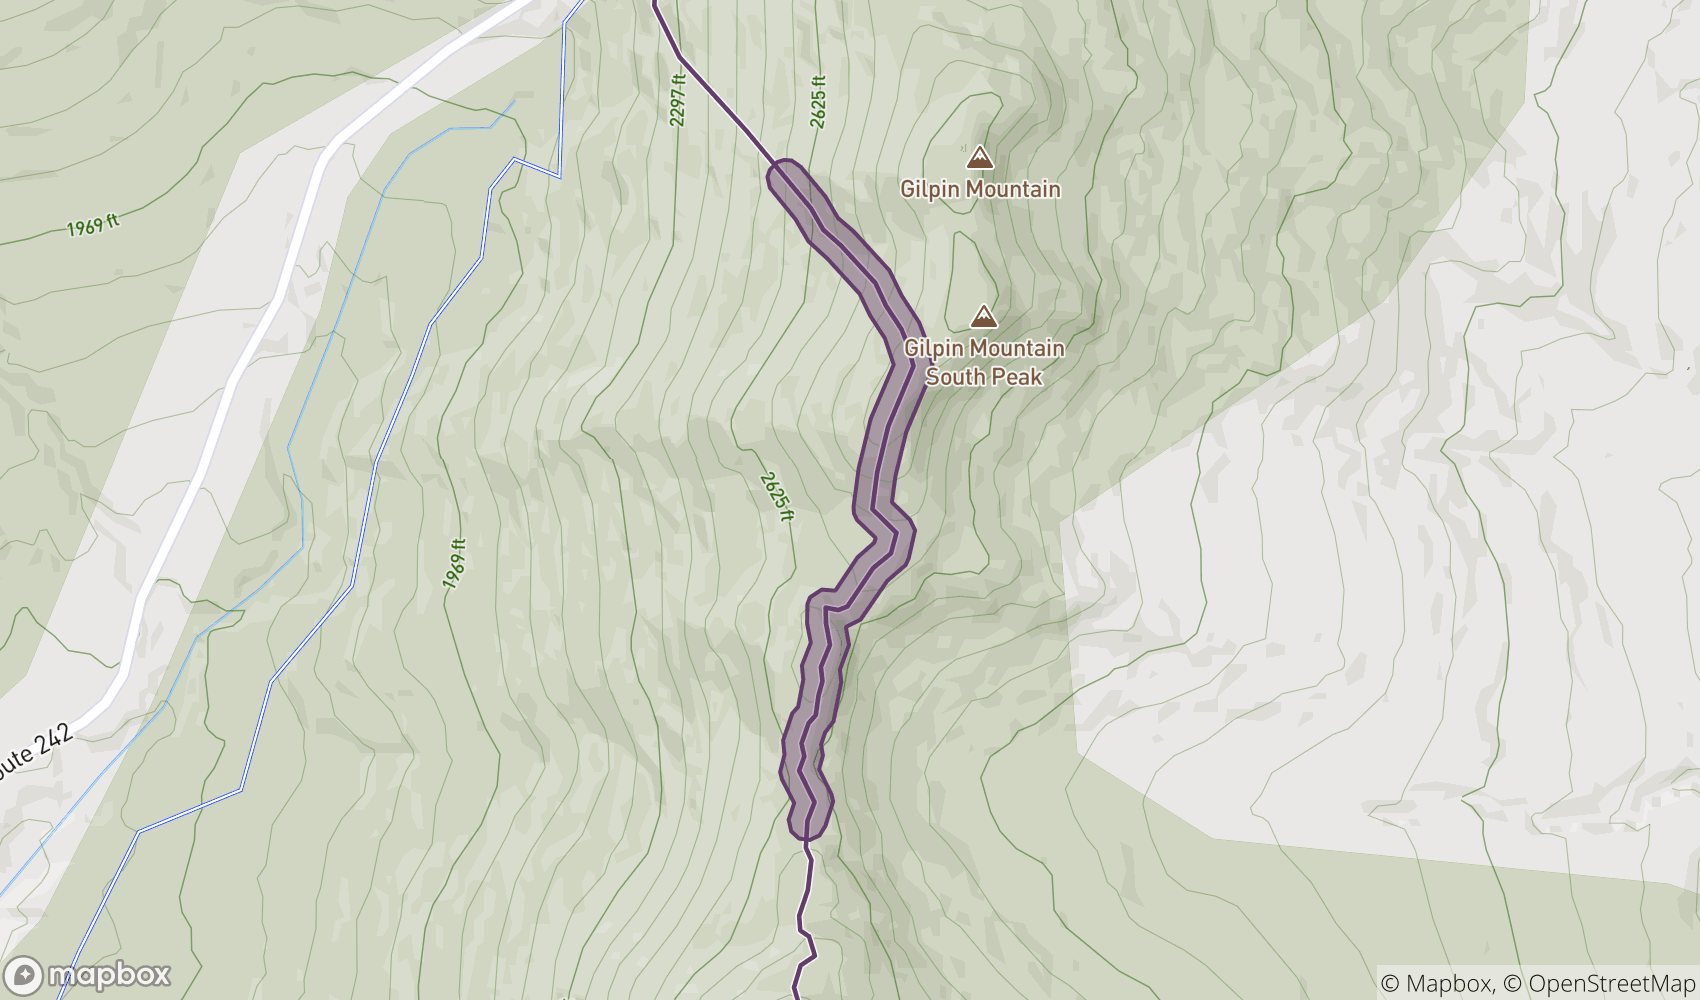 2297 ft
2625 ft
Gilpin Mountain
1969 ft
Gilpin Mountain
South Peak
2625 ft
1969 ft
ute 242
mapbox
© Mapbox, © OpenStreetMap